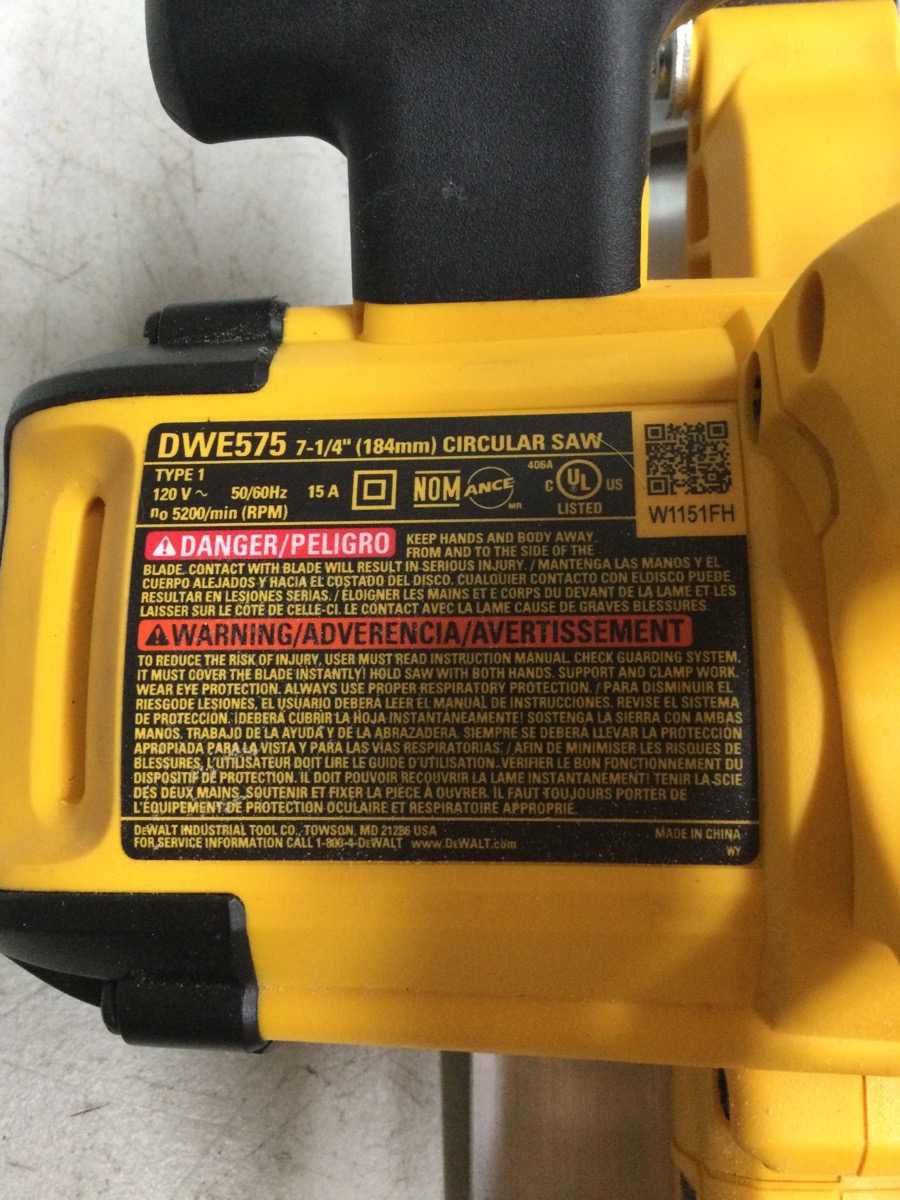 DWE575 7-1/4" (184mm) CIRCULAR SAW
TYPE 1
120 V ~ 50/60Hz 15 A
no 5200/min (RPM)
NOM ANCE MR
406A
C UL US
LISTED
W1151FH
DANGER/PELIGRO
KEEP HANDS AND BODY AWAY
FROM AND TO THE SIDE OF THE
BLADE. CONTACT WITH BLADE WILL RESULT IN SERIOUS INJURY. / MANTENGA LAS MANOS Y EL
CUERPO ALEJADOS Y HACIA EL COSTADO DEL DISCO. CUALQUIER CONTACTO CON ELDISCO PUEDE
RESULTAR EN LESIONES SERIAS. / ÉLOIGNER LES MAINS ET E CORPS DU DEVANT DE LA LAME ET LES
LAISSER SUR LE CÔTÉ DE CELLE-CI. LE CONTACT AVEC LA LAME CAUSE DE GRAVES BLESSURES.
WARNING/ADVERENCIA/AVERTISSEMENT
TO REDUCE THE RISK OF INJURY, USER MUST READ INSTRUCTION MANUAL. CHECK GUARDING SYSTEM,
IT MUST COVER THE BLADE INSTANTLY! HOLD SAW WITH BOTH HANDS. SUPPORT AND CLAMP WORK.
WEAR EYE PROTECTION. ALWAYS USE PROPER RESPIRATORY PROTECTION. / PARA DISMINUIR EL
RIESGODE LESIONES, EL USUARIO DEBERÁ LEER EL MANUAL DE INSTRUCCIONES. REVISE EL SISTEMA
DE PROTECCION. ¡DEBERÁ CUBRIR LA HOJA INSTANTANEAMENTE! SOSTENGA LA SIERRA CON AMBAS
MANOS. TRABAJO DE LA AYUDA Y DE LA ABRAZADERA. SIEMPRE SE DEBERÁ LLEVAR LA PROTECCIÓN
APROPIADA PARA LA VISTA Y PARA LAS VÍAS RESPIRATORIAS. / AFIN DE MINIMISER LES RISQUES DE
BLESSURES, L'UTILISATEUR DOIT LIRE LE GUIDE D'UTILISATION. VERIFIER LE BON FONCTIONNEMENT DU
DISPOSITIF DE PROTECTION. IL DOIT POUVOIR RECOUVRIR LA LAME INSTANTANEMENT! TENIR LA SCIE
DES DEUX MAINS. SOUTENIR ET FIXER LA PIÈCE À OUVRER. IL FAUT TOUJOURS PORTER DE
L'EQUIPEMENT DE PROTECTION OCULAIRE ET RESPIRATOIRE APPROPRIE.
DEWALT INDUSTRIAL TOOL CO., TOWSON, MD 21286 USA
FOR SERVICE INFORMATION CALL 1-800-4-DEWALT www.DEWALT.com
MADE IN CHINA
WY